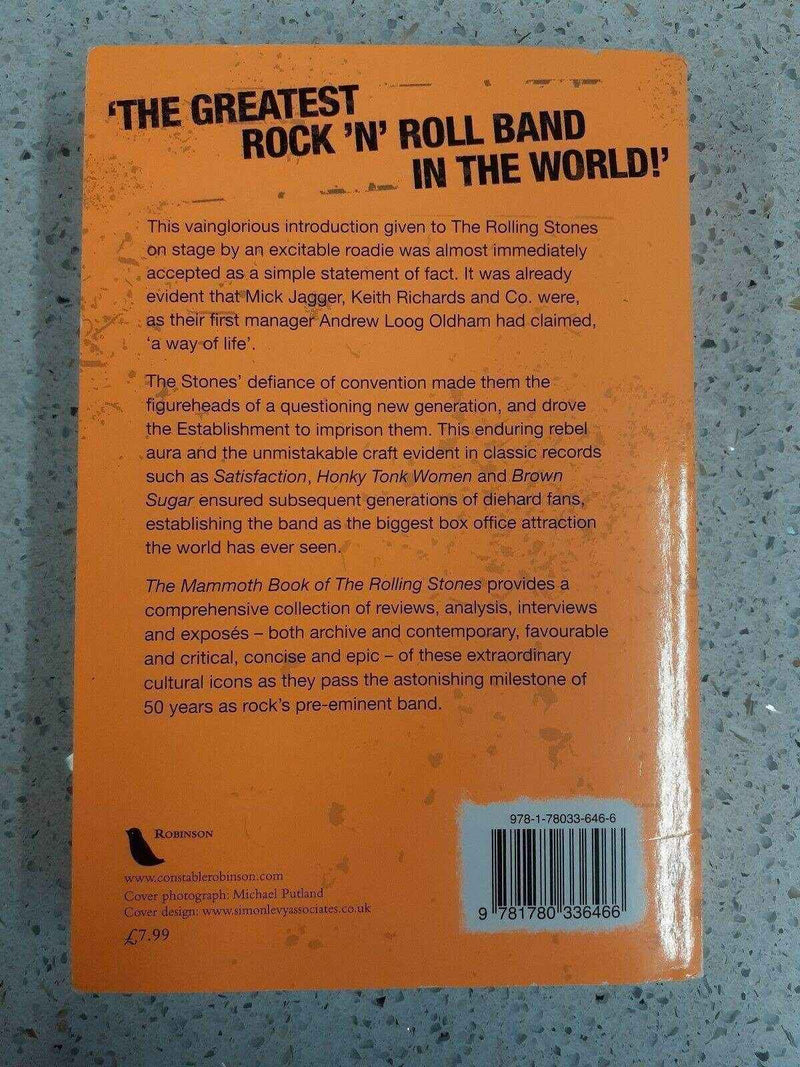 ‘THE GREATEST
ROCK ’N’ ROLL BAND
IN THE WORLD!’
This vainglorious introduction given to The Rolling Stones
on stage by an excitable roadie was almost immediately
accepted as a simple statement of fact. It was already
evident that Mick Jagger, Keith Richards and Co. were,
as their first manager Andrew Loog Oldham had claimed,
‘a way of life’.
The Stones’ defiance of convention made them the
figureheads of a questioning new generation, and drove
the Establishment to imprison them. This enduring rebel
aura and the unmistakable craft evident in classic records
such as Satisfaction, Honky Tonk Women and Brown
Sugar ensured subsequent generations of diehard fans,
establishing the band as the biggest box office attraction
the world has ever seen.
The Mammoth Book of The Rolling Stones provides a
comprehensive collection of reviews, analysis, interviews
and exposés – both archive and contemporary, favourable
and critical, concise and epic – of these extraordinary
cultural icons as they pass the astonishing milestone of
50 years as rock’s pre-eminent band.
ROBINSON
www.constablerobinson.com
Cover photograph: Michael Putland
Cover design: www.simonlevyassociates.co.uk
£7.99
978-1-78033-646-6
9 781780 336466